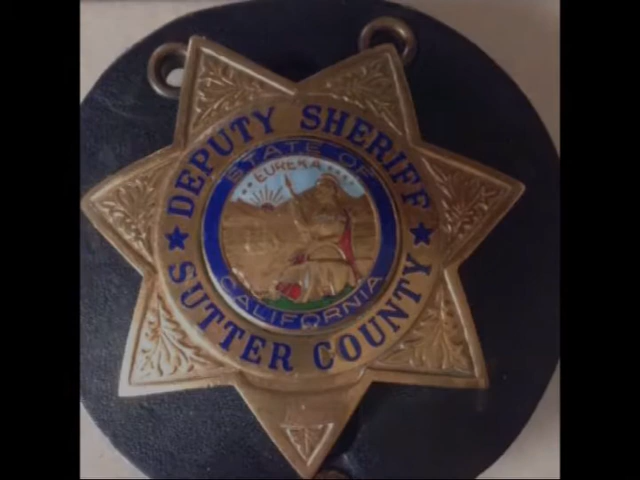 DEPUTY SHERIFF
STATE OF
EUREKA
CALIFORNIA
SUTTER COUNTY